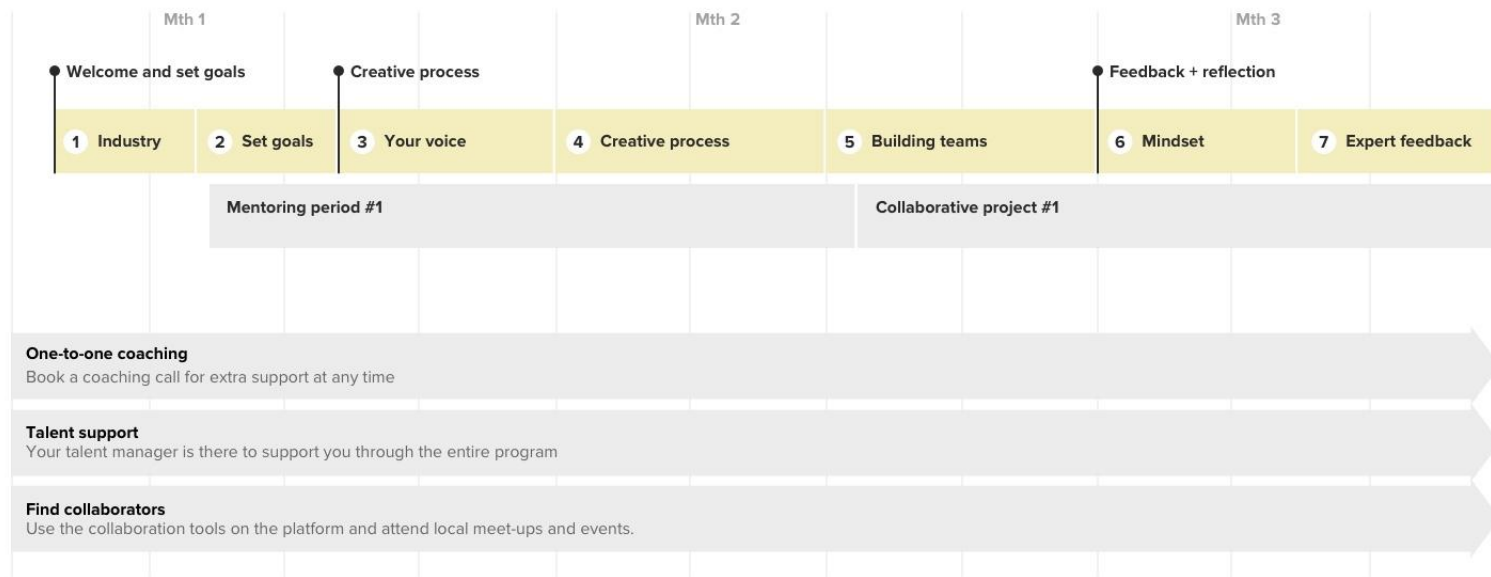 Mth 1
Mth 2
Mth 3
Welcome and set goals
Creative process
Feedback + reflection
1 Industry
2 Set goals
3 Your voice
4 Creative process
5 Building teams
6 Mindset
7 Expert feedback
Mentoring period #1
Collaborative project #1
One-to-one coaching
Book a coaching call for extra support at any time
Talent support
Your talent manager is there to support you through the entire program
Find collaborators
Use the collaboration tools on the platform and attend local meet-ups and events.